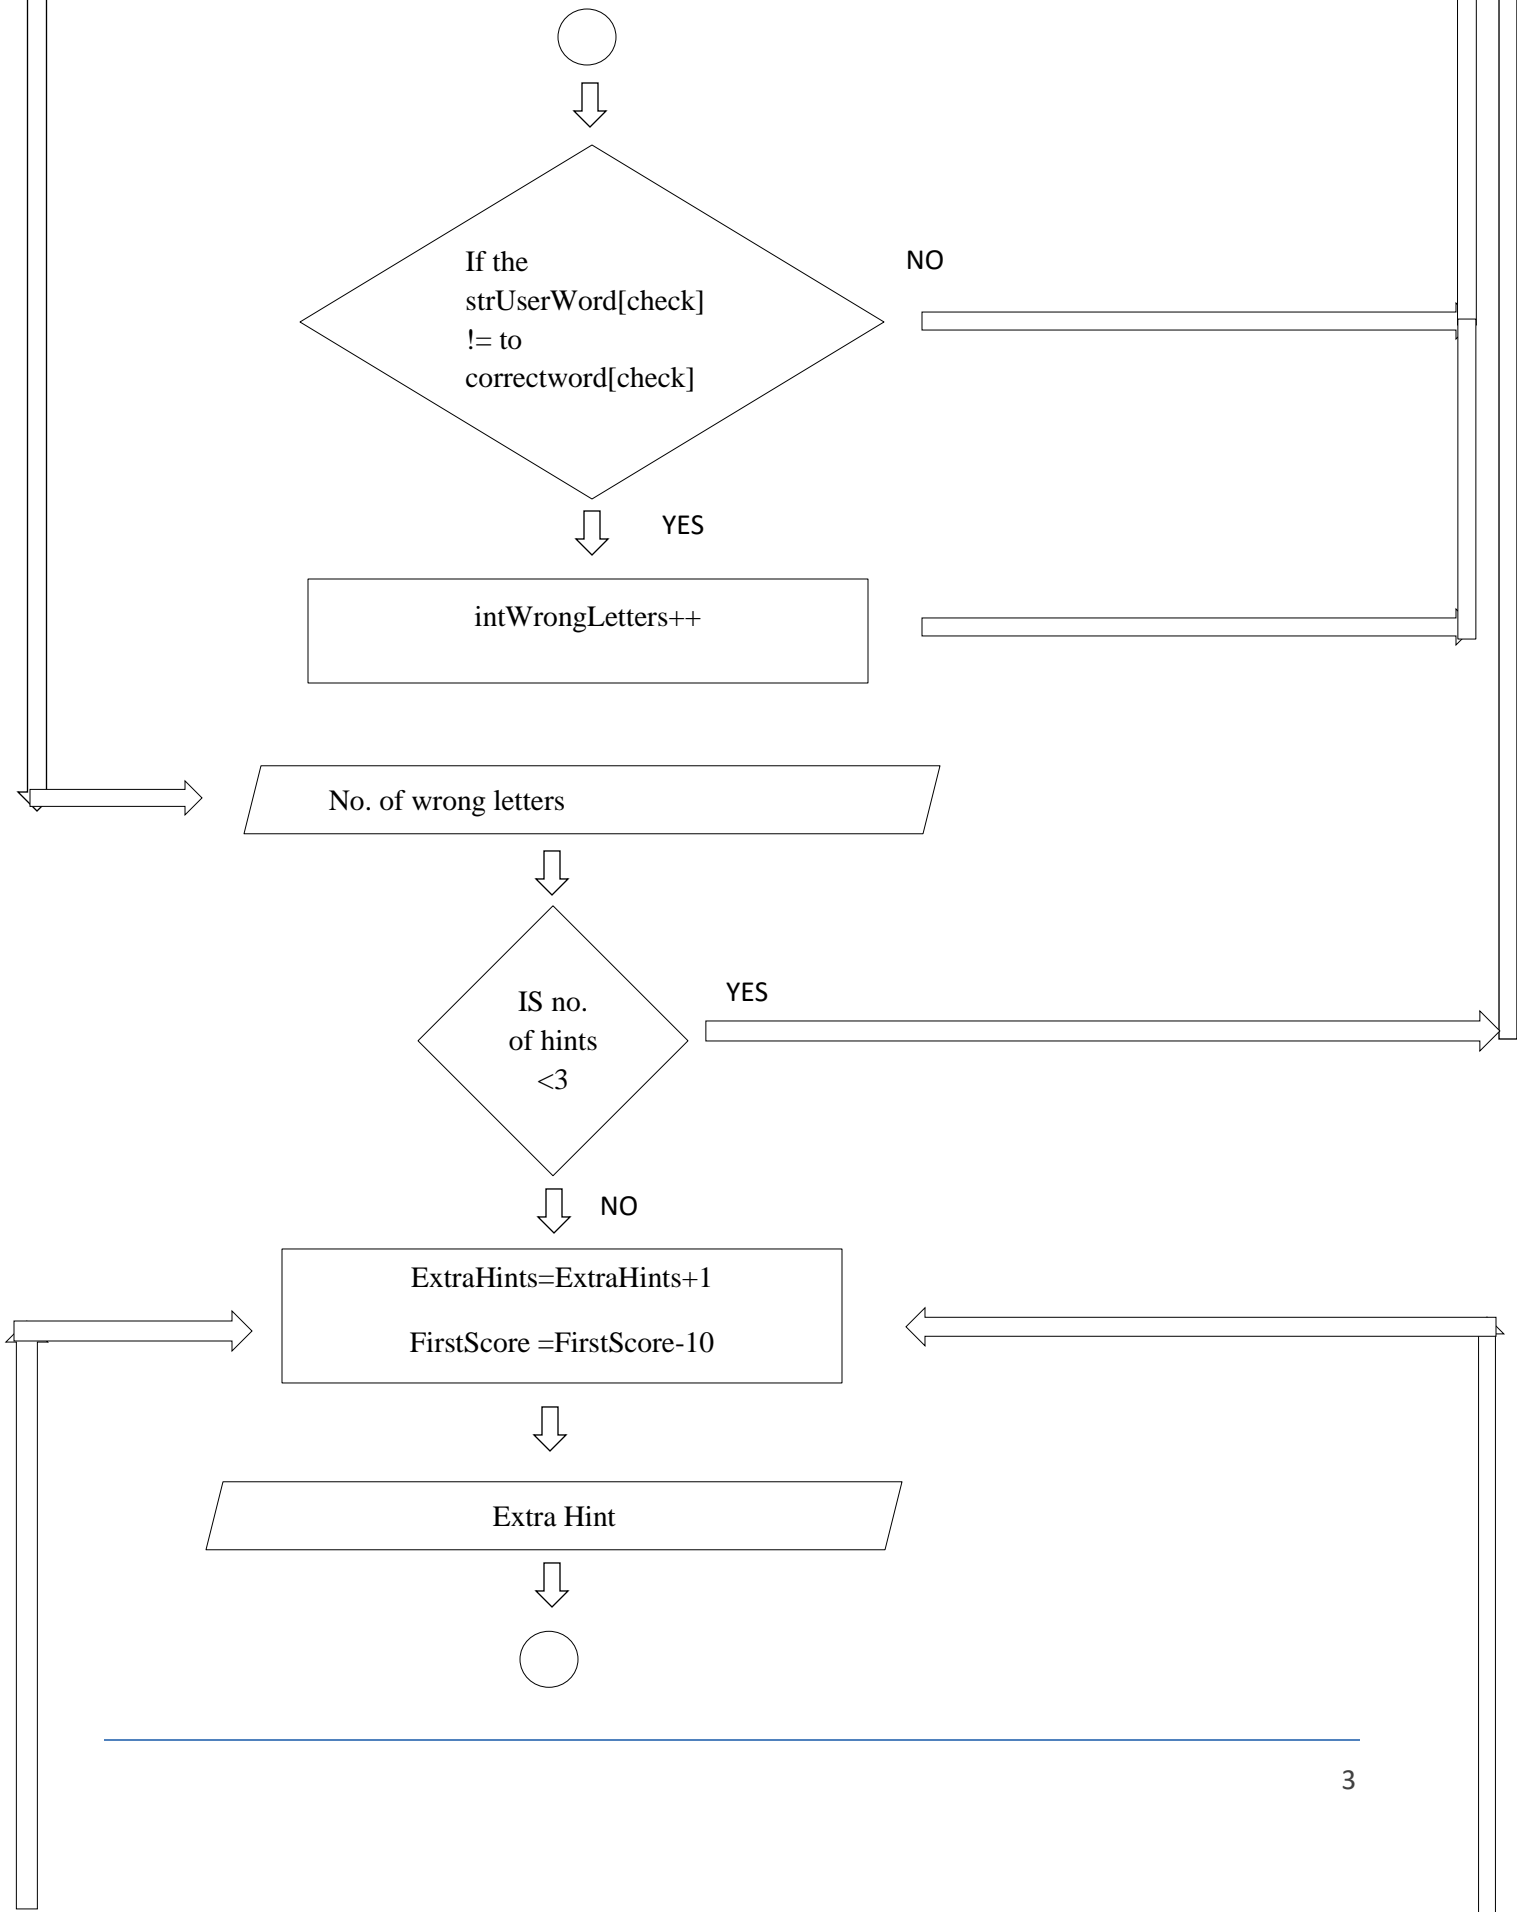 If the
NO
strUserWord[check]
!= to
correctword[check]
YES
intWrongLetters++
No. of wrong letters
IS no.
of hints
<3
YES
NO
ExtraHints=ExtraHints+1
FirstScore =FirstScore-10
Extra Hint
3